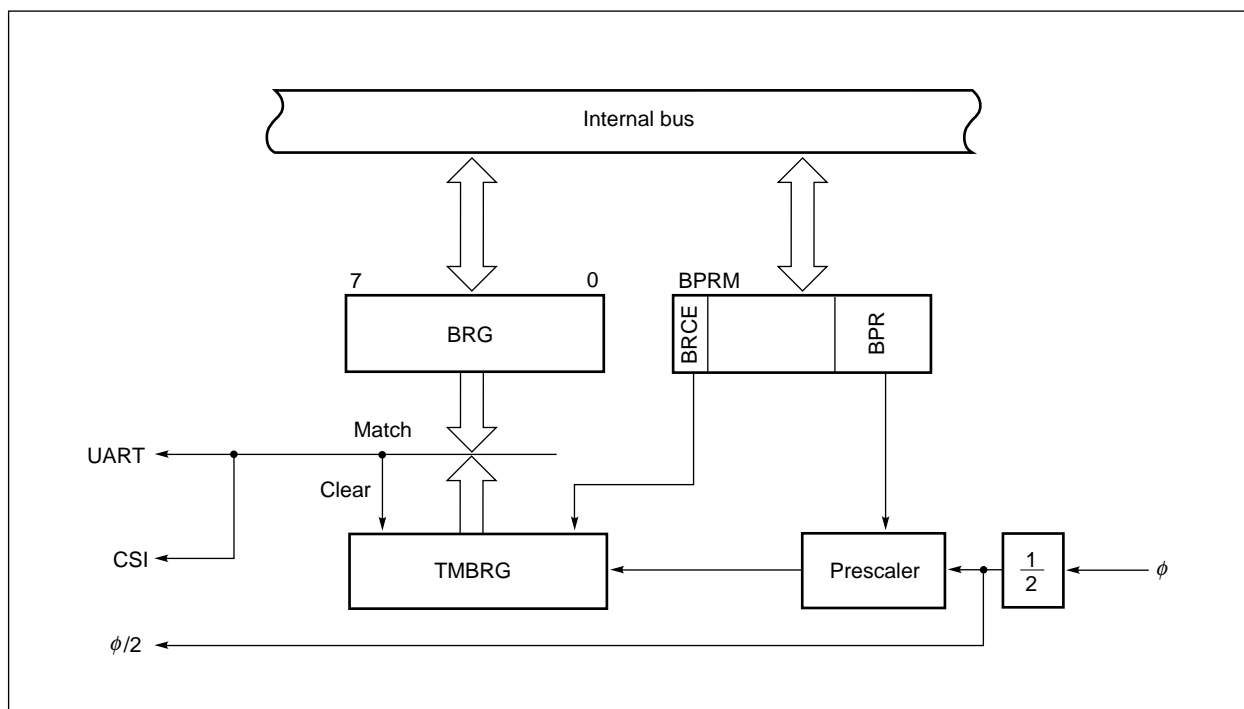 Internal bus
7 0 BPRM
BRG
BRCE
BPR
Match
UART
Clear
CSI
TMBRG
Prescaler
1
2
ϕ
ϕ/2